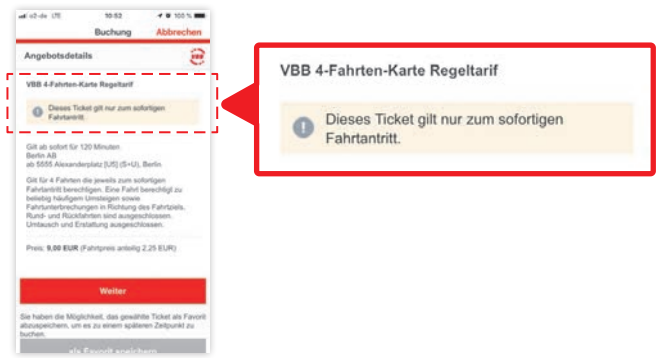 o2-de LTE 10:52 100 %
Buchung Abbrechen
Angebotsdetails
VBB
VBB 4-Fahrten-Karte Regeltarif
Dieses Ticket gilt nur zum sofortigen
Fahrtantritt.
Gilt ab sofort für 120 Minuten
Berlin AB
ab 5555 Alexanderplatz [U5] (S+U), Berlin
Gilt für 4 Fahrten die jeweils zum sofortigen
Fahrtantritt berechtigen. Eine Fahrt berechtigt zu
beliebig häufigem Umsteigen sowie
Fahrtunterbrechungen in Richtung des Fahrtziels.
Rund- und Rückfahrten sind ausgeschlossen.
Umtausch und Erstattung ausgeschlossen.
Preis: 9,00 EUR (Fahrtpreis anteilig 2,25 EUR)
Weiter
Sie haben die Möglichkeit, das gewählte Ticket als Favorit
abzuspeichern, um es zu einem späteren Zeitpunkt zu
buchen.
als Favorit speichern
VBB 4-Fahrten-Karte Regeltarif
Dieses Ticket gilt nur zum sofortigen
Fahrtantritt.